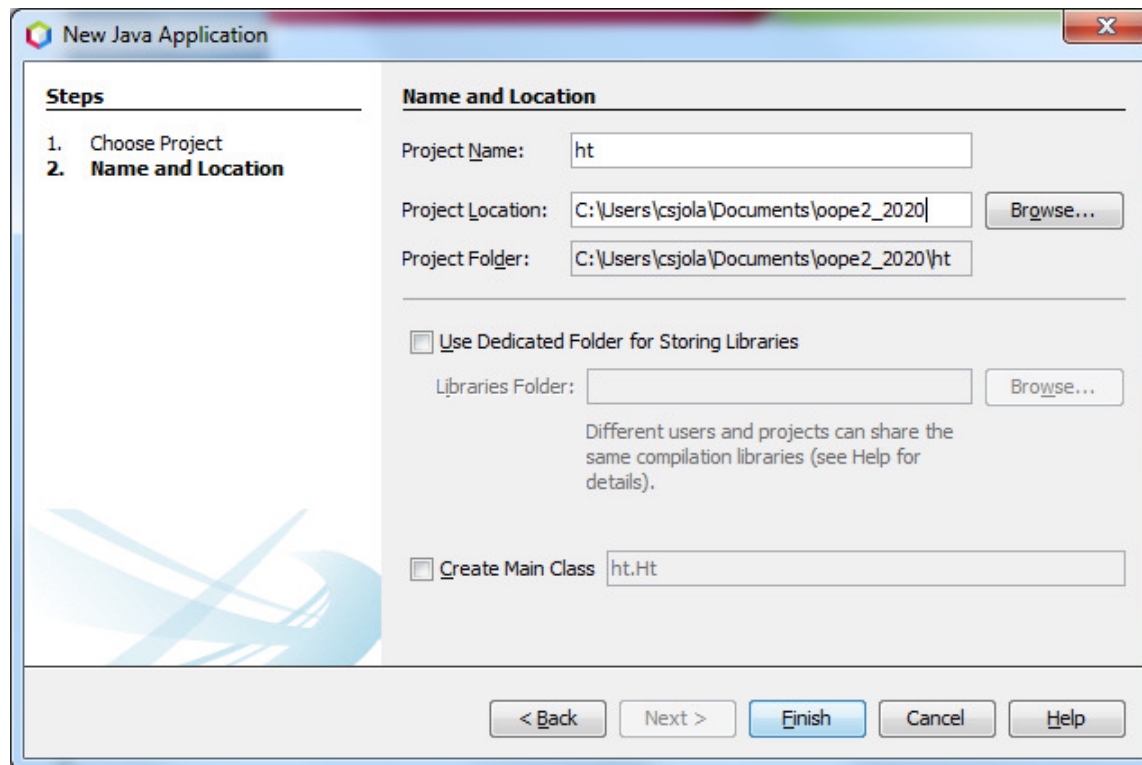 New Java Application
Steps
1. Choose Project
2. Name and Location
Name and Location
Project Name: ht
Project Location: C:\Users\csjola\Documents\oope2_2020 Browse...
Project Folder: C:\Users\csjola\Documents\oope2_2020\ht
Use Dedicated Folder for Storing Libraries
Libraries Folder: Browse...
Different users and projects can share the
same compilation libraries (see Help for
details).
Create Main Class ht.Ht
< Back Next > Finish Cancel Help